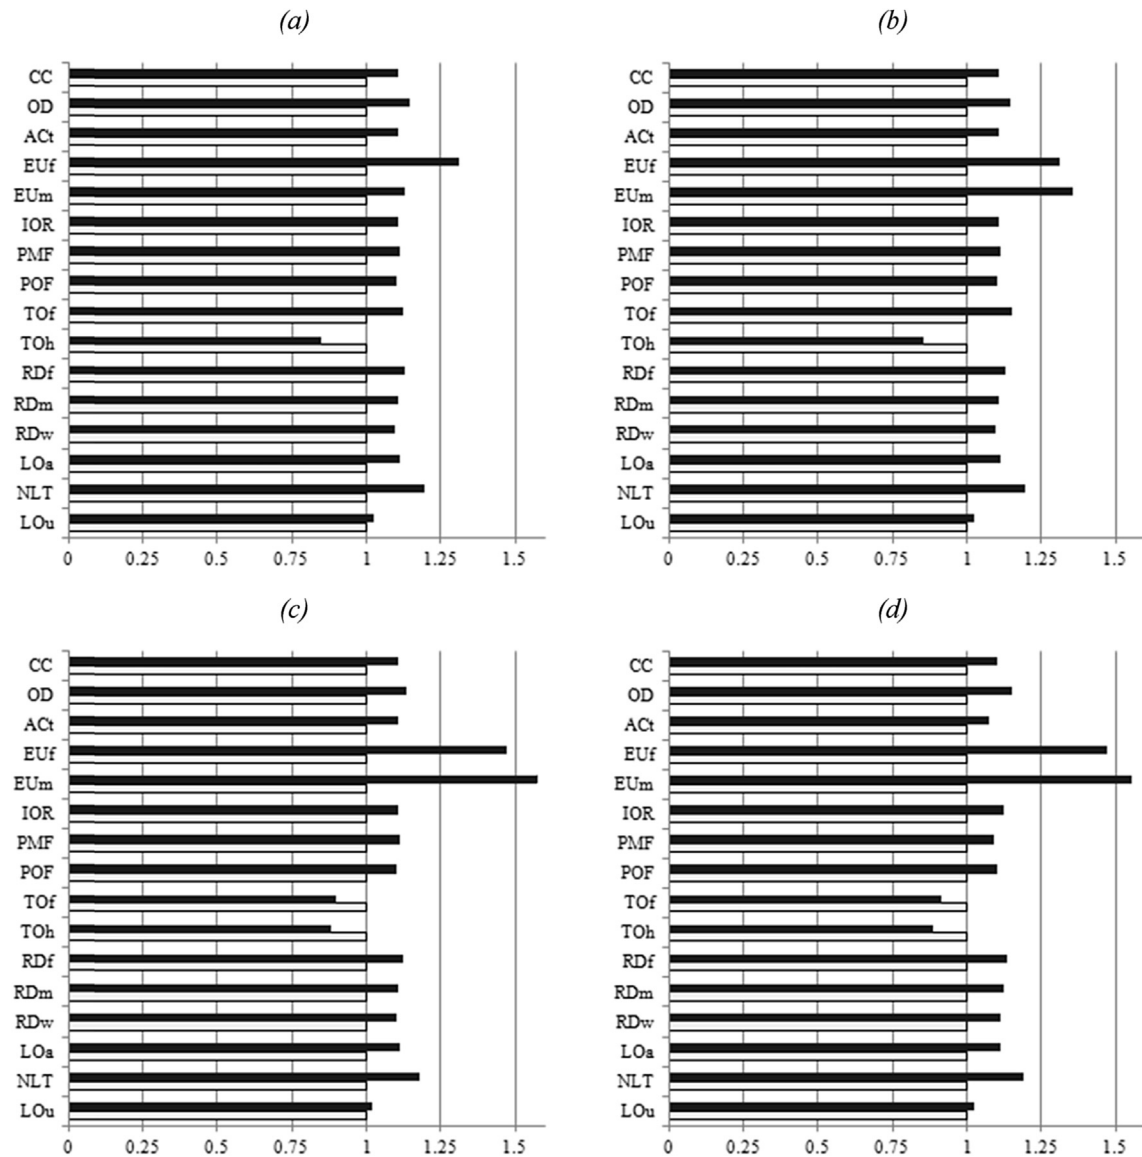 (a)
CC
OD
ACt
EUf
EUm
IOR
PMF
POF
TOf
TOh
RDf
RDm
RDw
LOa
NLT
LOu
0 0.25 0.5 0.75 1 1.25 1.5
(b)
CC
OD
ACt
EUf
EUm
IOR
PMF
POF
TOf
TOh
RDf
RDm
RDw
LOa
NLT
LOu
0 0.25 0.5 0.75 1 1.25 1.5
(c)
CC
OD
ACt
EUf
EUm
IOR
PMF
POF
TOf
TOh
RDf
RDm
RDw
LOa
NLT
LOu
0 0.25 0.5 0.75 1 1.25 1.5
(d)
CC
OD
ACt
EUf
EUm
IOR
PMF
POF
TOf
TOh
RDf
RDm
RDw
LOa
NLT
LOu
0 0.25 0.5 0.75 1 1.25 1.5